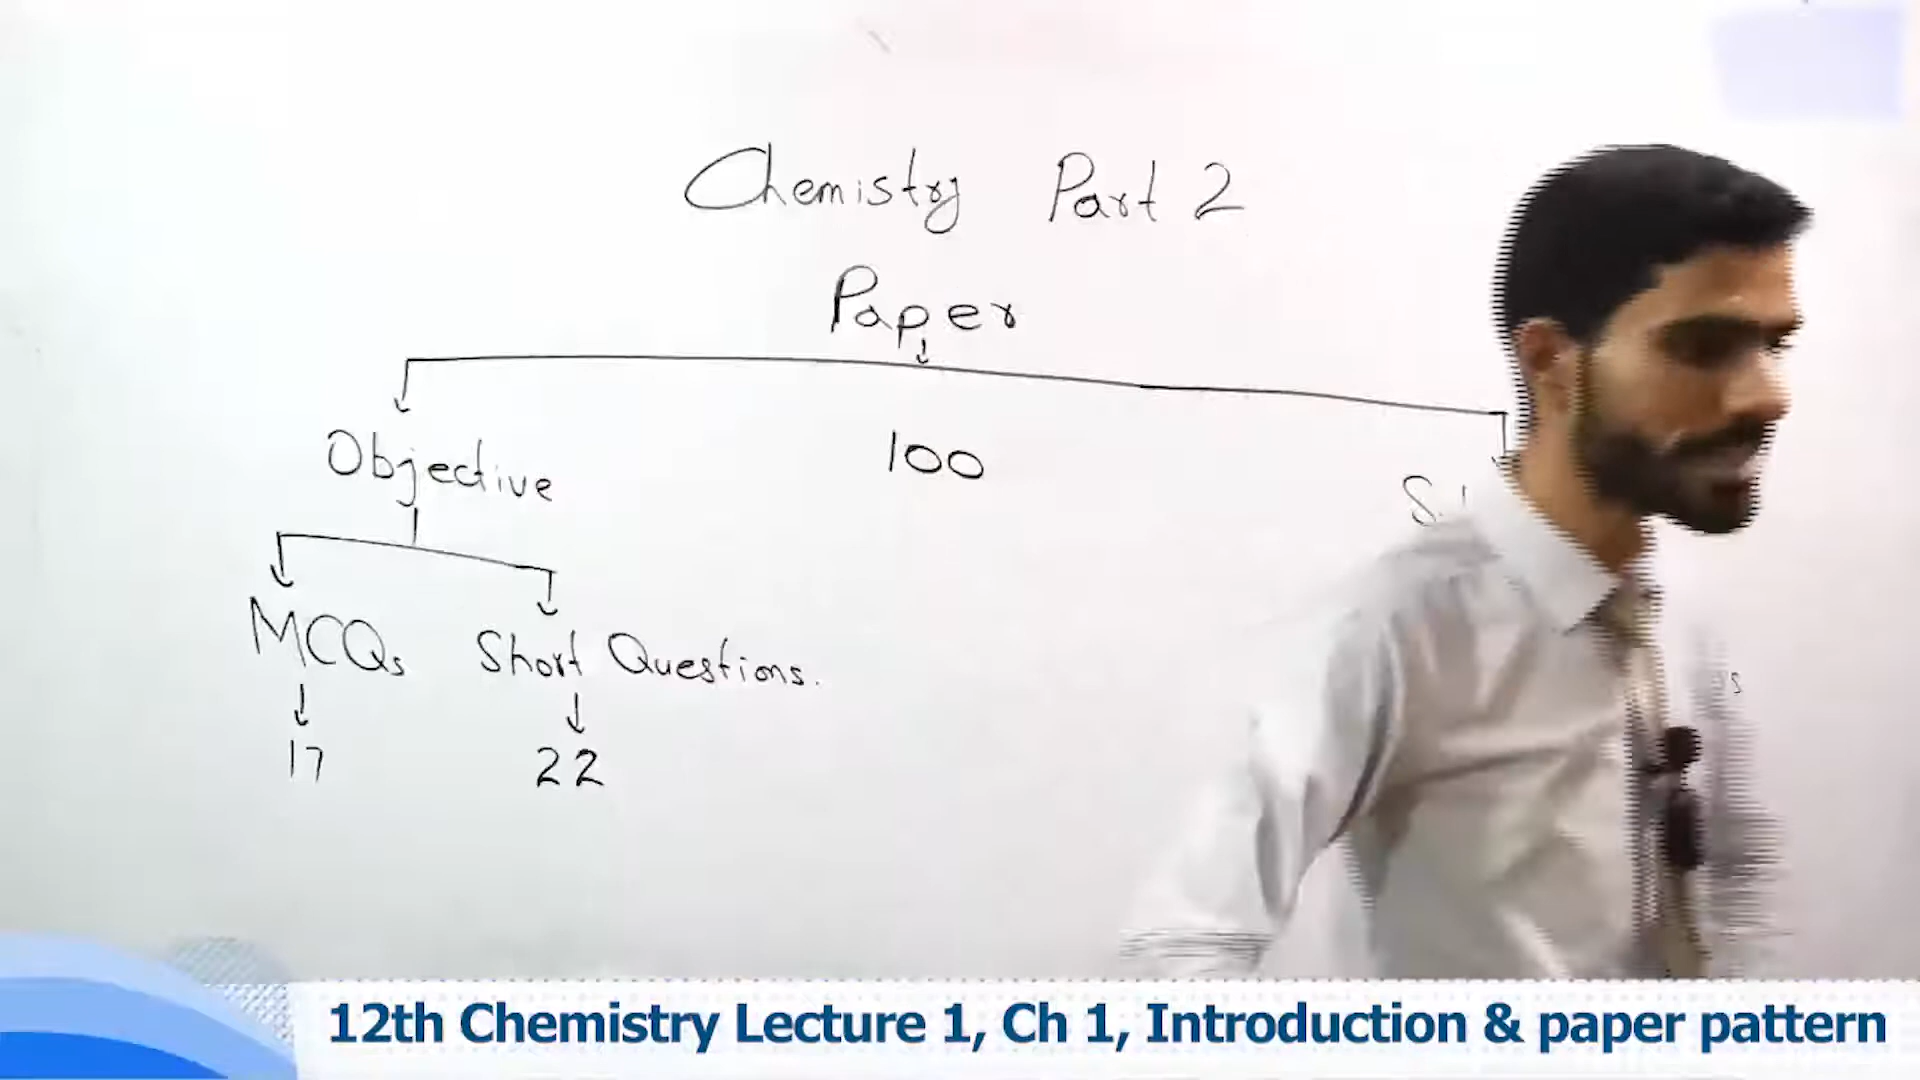 Chemistry Part 2
Paper
Objective 100
MCQs Short Questions.
17 22
12th Chemistry Lecture 1, Ch 1, Introduction & paper pattern